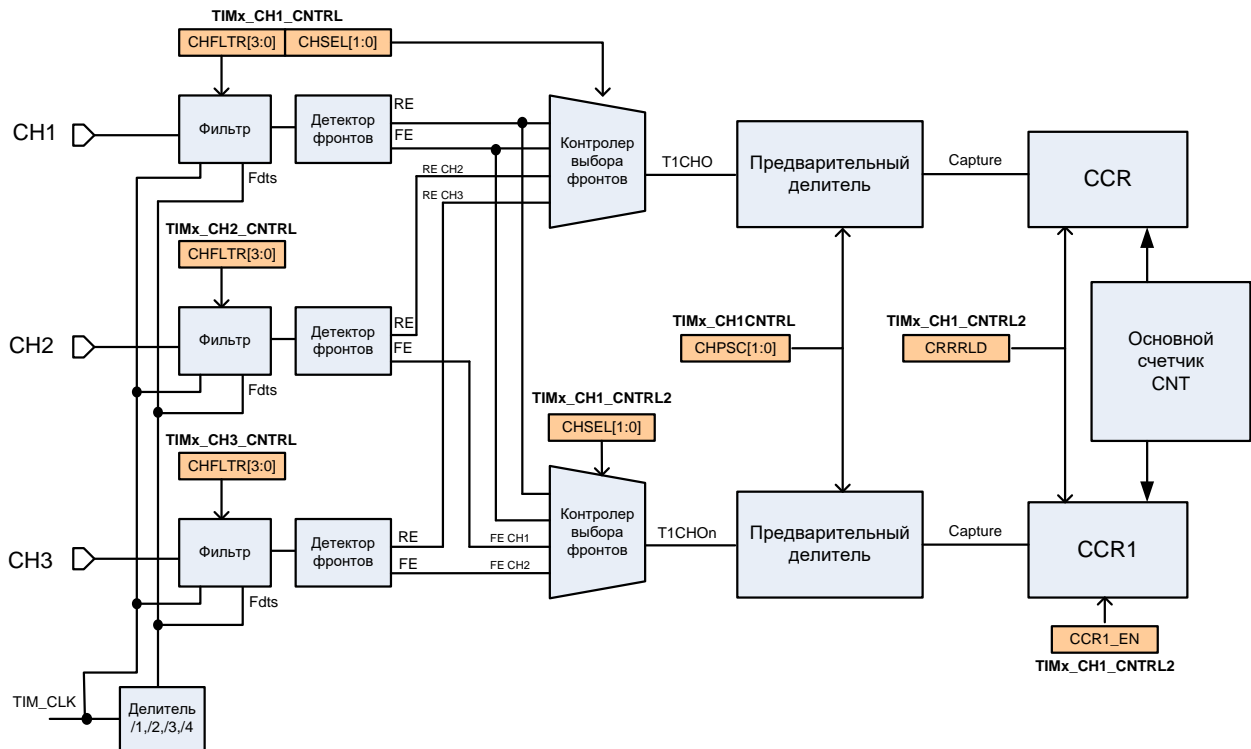 TIMx_CH1_CNTRL
CHFLTR[3:0]
CHSEL[1:0]
CH1
Фильтр
Детектор
фронтов
RE
FE
Fdts
RE CH2
RE CH3
Контролер
выбора
фронтов
T1CHO
Предварительный
делитель
Capture
CCR
TIMx_CH2_CNTRL
CHFLTR[3:0]
CH2
Фильтр
Детектор
фронтов
RE
FE
Fdts
TIMx_CH1CNTRL
CHPSC[1:0]
TIMx_CH1_CNTRL2
CRRRLD
Основной
счетчик
CNT
TIMx_CH1_CNTRL2
CHSEL[1:0]
TIMx_CH3_CNTRL
CHFLTR[3:0]
CH3
Фильтр
Детектор
фронтов
RE
FE
Fdts
FE CH1
FE CH2
Контролер
выбора
фронтов
T1CHOn
Предварительный
делитель
Capture
CCR1
CCR1_EN
TIMx_CH1_CNTRL2
TIM_CLK
Делитель
/1,/2,/3,/4